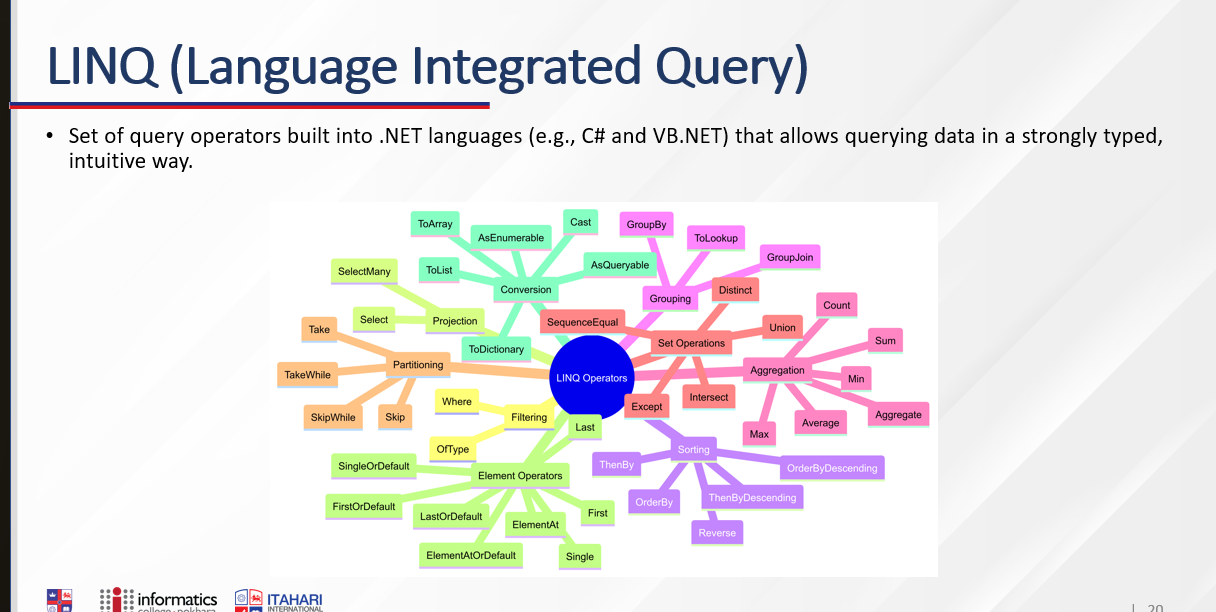 LINQ (Language Integrated Query)
• Set of query operators built into .NET languages (e.g., C# and VB.NET) that allows querying data in a strongly typed,
intuitive way.
ToArray
AsEnumerable
Cast
ToList
AsQueryable
Conversion
ToDictionary
GroupBy
ToLookup
GroupJoin
Grouping
SelectMany
Select
Projection
Distinct
SequenceEqual
Union
Set Operations
Intersect
Except
Count
Sum
Aggregation
Min
Aggregate
Average
Max
Take
TakeWhile
Partitioning
SkipWhile
Skip
LINQ Operators
Where
Filtering
OfType
Last
SingleOrDefault
Element Operators
FirstOrDefault
LastOrDefault
ElementAt
First
ElementAtOrDefault
Single
Sorting
ThenBy
OrderByDescending
OrderBy
ThenByDescending
Reverse
informatics
college · pokhara
ITAHARI
INTERNATIONAL
| 20